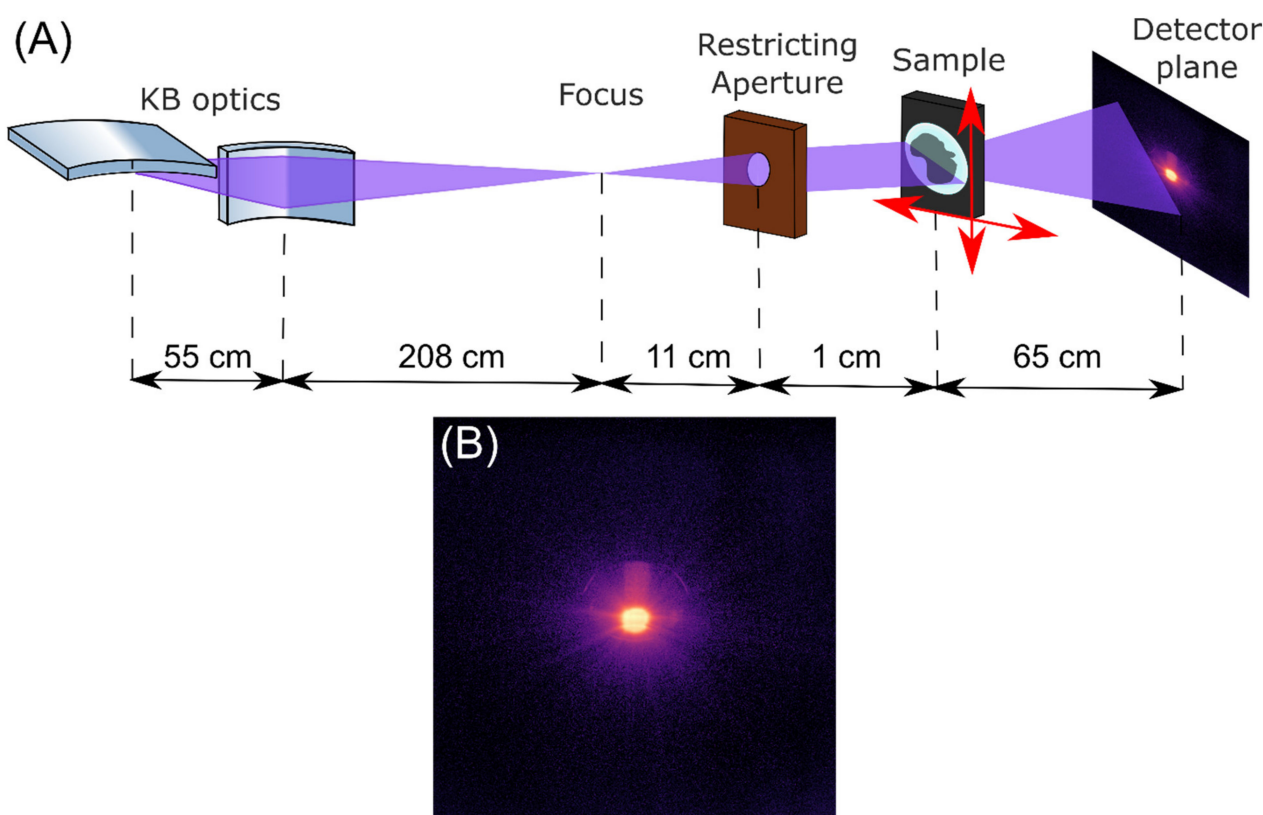 (A)
KB optics
Focus
Restricting
Aperture
Sample
Detector
plane
55 cm
208 cm
11 cm
1 cm
65 cm
(B)